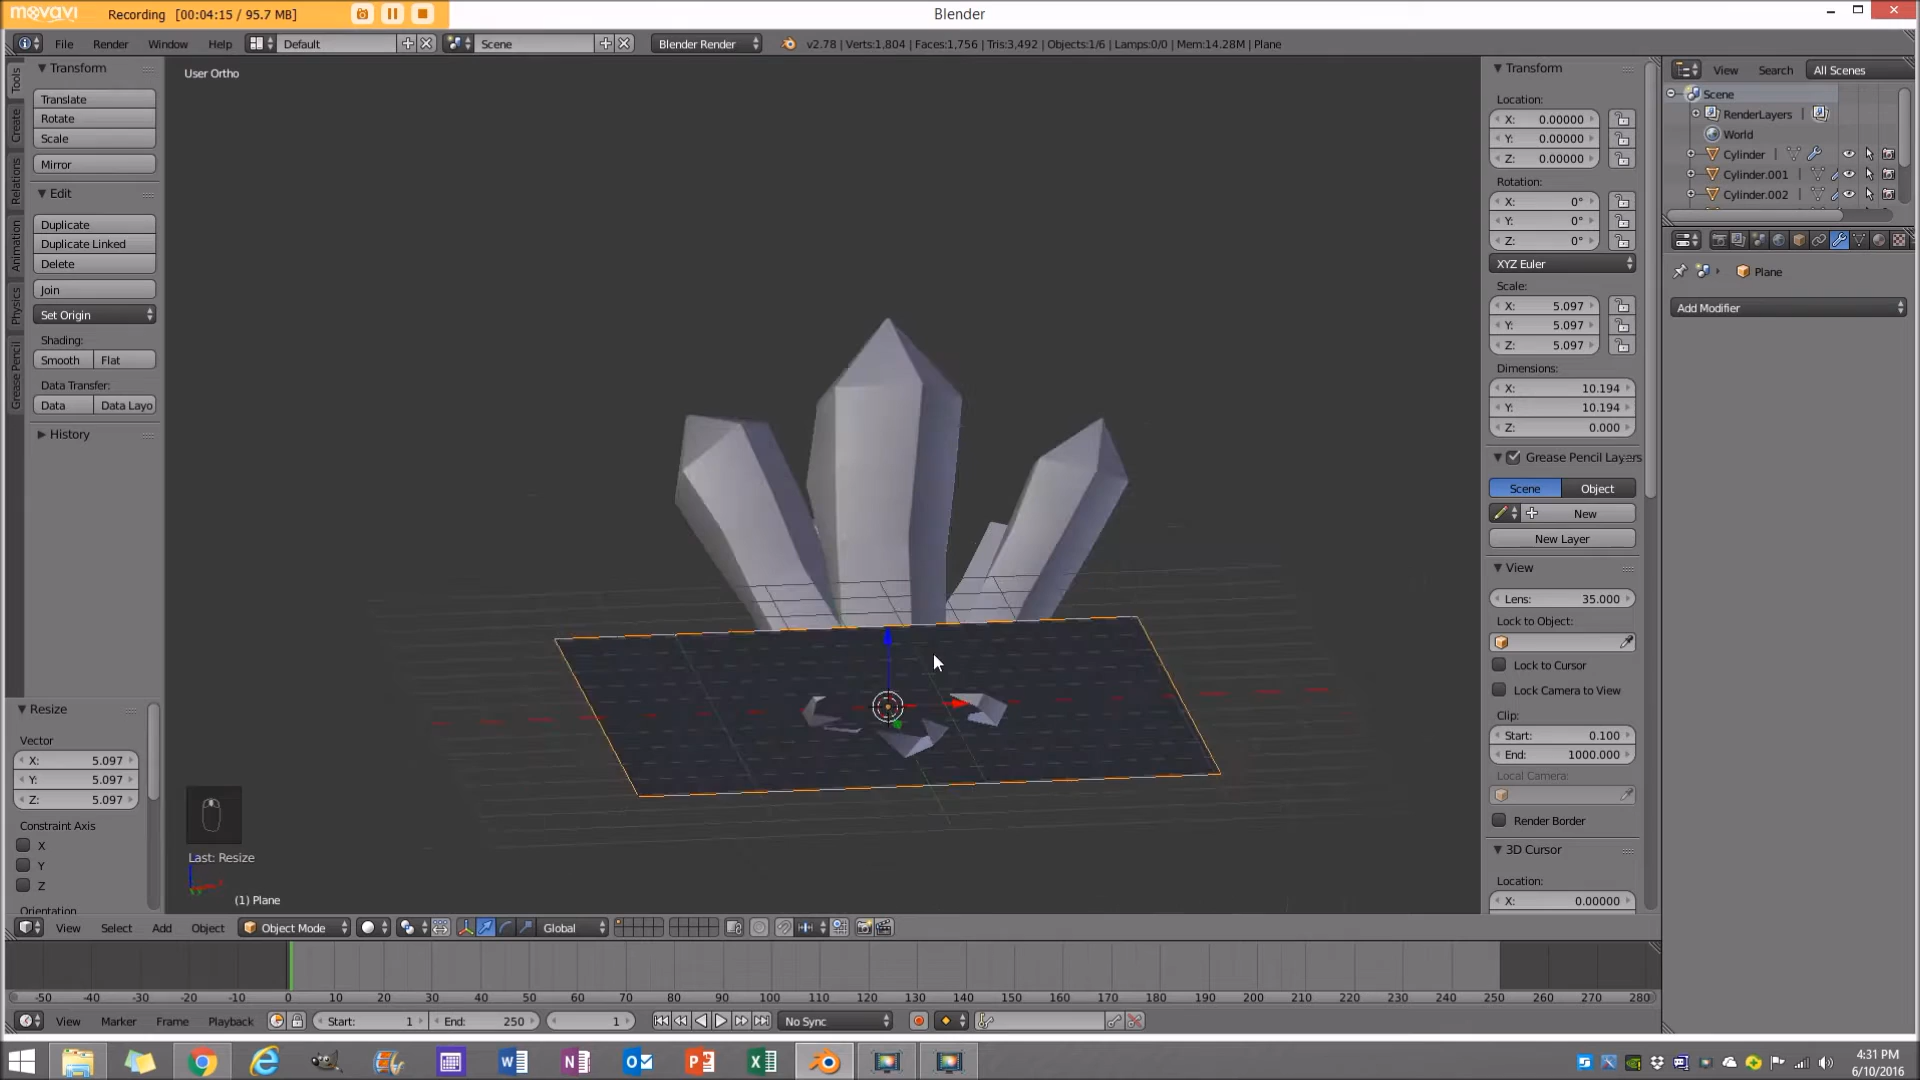 movavi Recording [00:04:15 / 95.7 MB] Blender
File Render Window Help Default Scene Blender Render v2.78 | Verts:1,804 | Faces:1,756 | Tris:3,492 | Objects:1/6 | Lamps:0/0 | Mem:14.28M | Plane
Tools
Create
Relations
Animation
Physics
Grease Pencil
Transform
Translate
Rotate
Scale
Mirror
Edit
Duplicate
Duplicate Linked
Delete
Join
Set Origin
Shading:
Smooth Flat
Data Transfer:
Data Data Layo
History
Resize
Vector
X: 5.097
Y: 5.097
Z: 5.097
Constraint Axis
X
Y
Z
Orientation
User Ortho
Last: Resize
(1) Plane
Transform
Location:
X: 0.00000
Y: 0.00000
Z: 0.00000
Rotation:
X: 0°
Y: 0°
Z: 0°
XYZ Euler
Scale:
X: 5.097
Y: 5.097
Z: 5.097
Dimensions:
X: 10.194
Y: 10.194
Z: 0.000
Grease Pencil Layers
Scene Object
New
New Layer
View
Lens: 35.000
Lock to Object:
Lock to Cursor
Lock Camera to View
Clip:
Start: 0.100
End: 1000.000
Local Camera:
Render Border
3D Cursor
Location:
X: 0.00000
View Search All Scenes
Scene
RenderLayers
World
Cylinder
Cylinder.001
Cylinder.002
Plane
Add Modifier
View Select Add Object Object Mode Global
-50 -40 -30 -20 -10 0 10 20 30 40 50 60 70 80 90 100 110 120 130 140 150 160 170 180 190 200 210 220 230 240 250 260 270 280
View Marker Frame Playback Start: 1 End: 250 1 No Sync
4:31 PM
6/10/2016